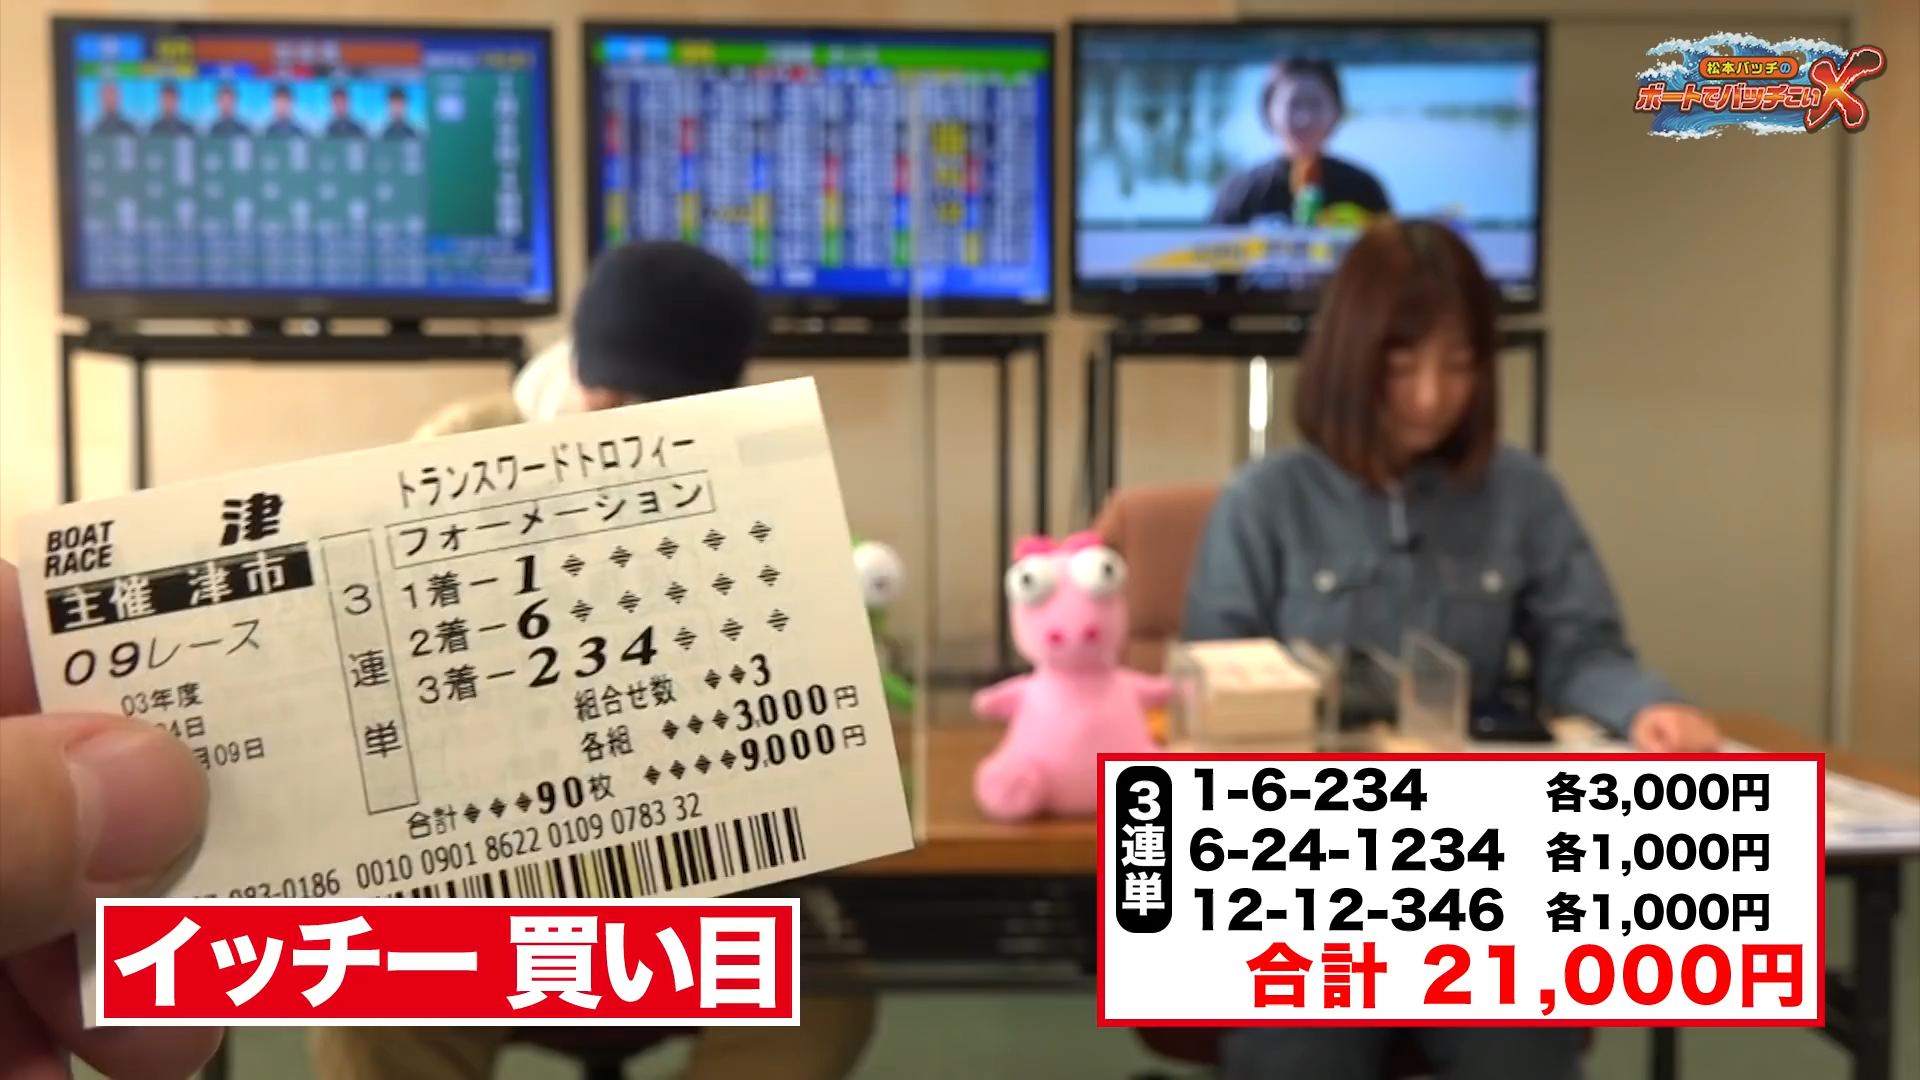 松本バッチの
ボートでバッチこいX
トランスワードトロフィー
BOAT
RACE
津
主催 津市
09レース
03年度
4日
月09日
3連単
フォーメーション
1着ー1
2着ー6
3着ー234
組合せ数 3
各組 3,000円
合計 90枚 9,000円
083-0186 0010 0901 8622 0109 0783 32
イッチー 買い目
3連単
1-6-234 各3,000円
6-24-1234 各1,000円
12-12-346 各1,000円
合計 21,000円